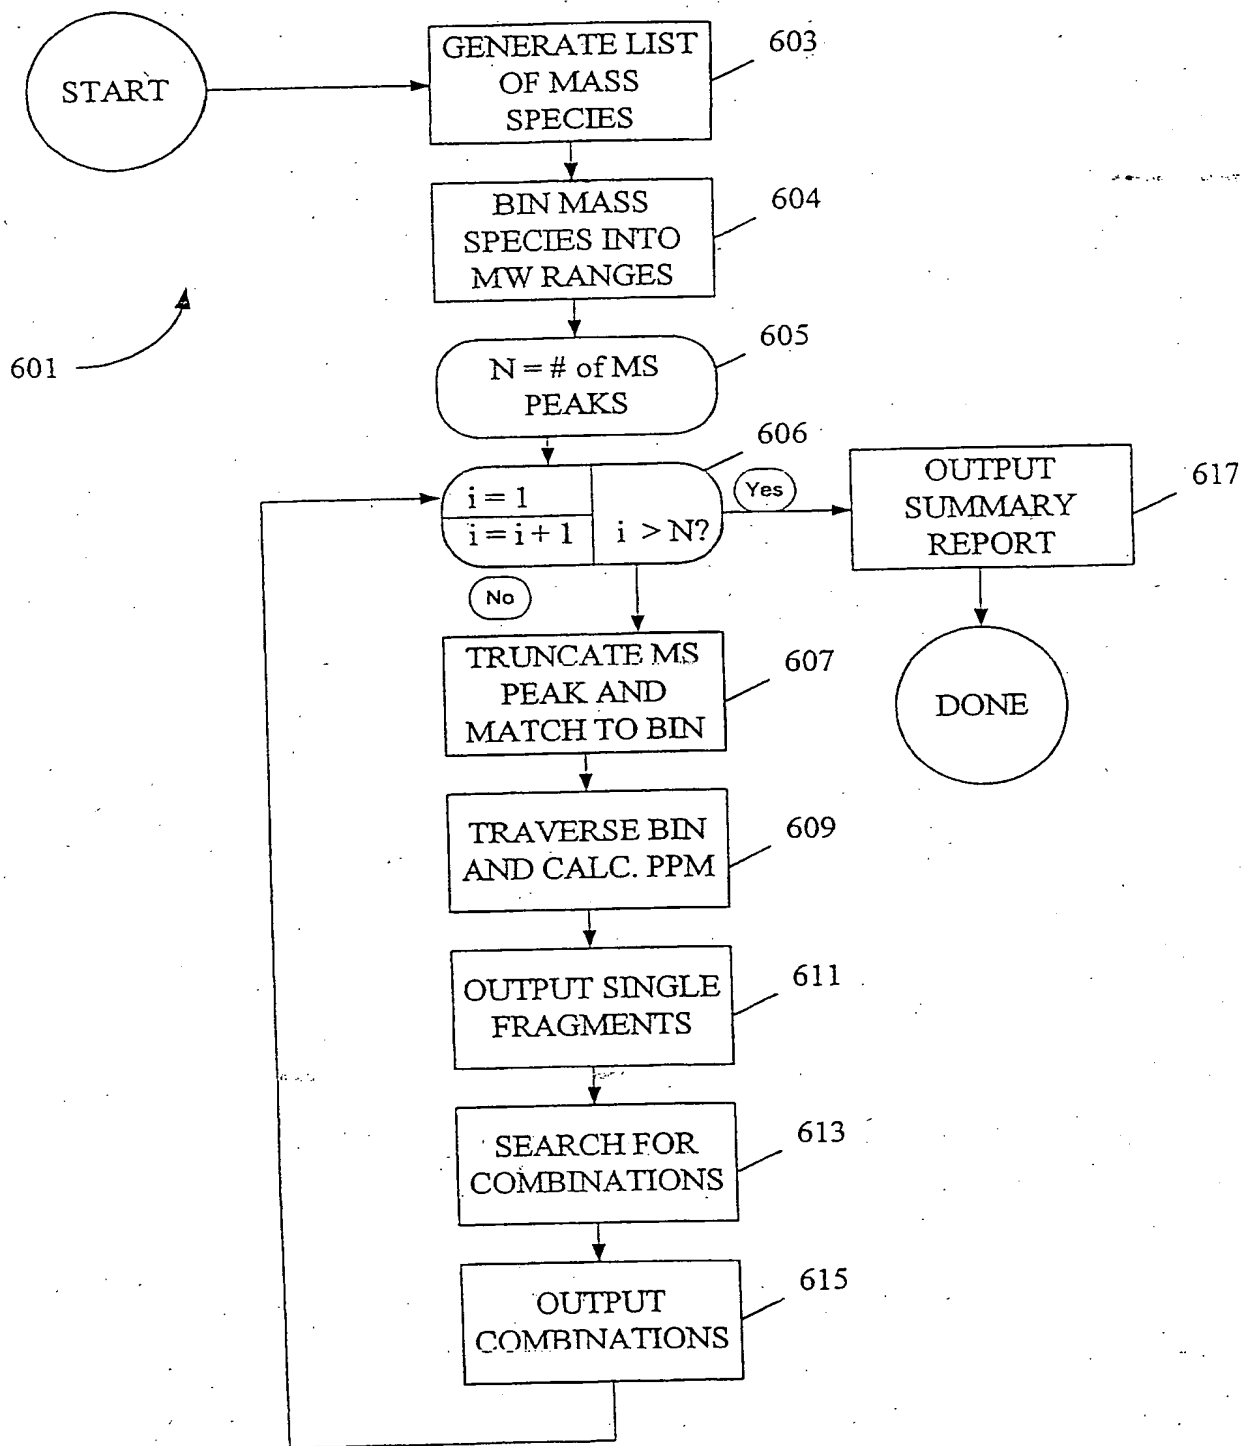 START
GENERATE LIST
OF MASS
SPECIES
603
BIN MASS
SPECIES INTO
MW RANGES
604
601
N = # of MS
PEAKS
605
i = 1
i = i + 1
i > N?
606
Yes
No
OUTPUT
SUMMARY
REPORT
617
DONE
TRUNCATE MS
PEAK AND
MATCH TO BIN
607
TRAVERSE BIN
AND CALC. PPM
609
OUTPUT SINGLE
FRAGMENTS
611
SEARCH FOR
COMBINATIONS
613
OUTPUT
COMBINATIONS
615